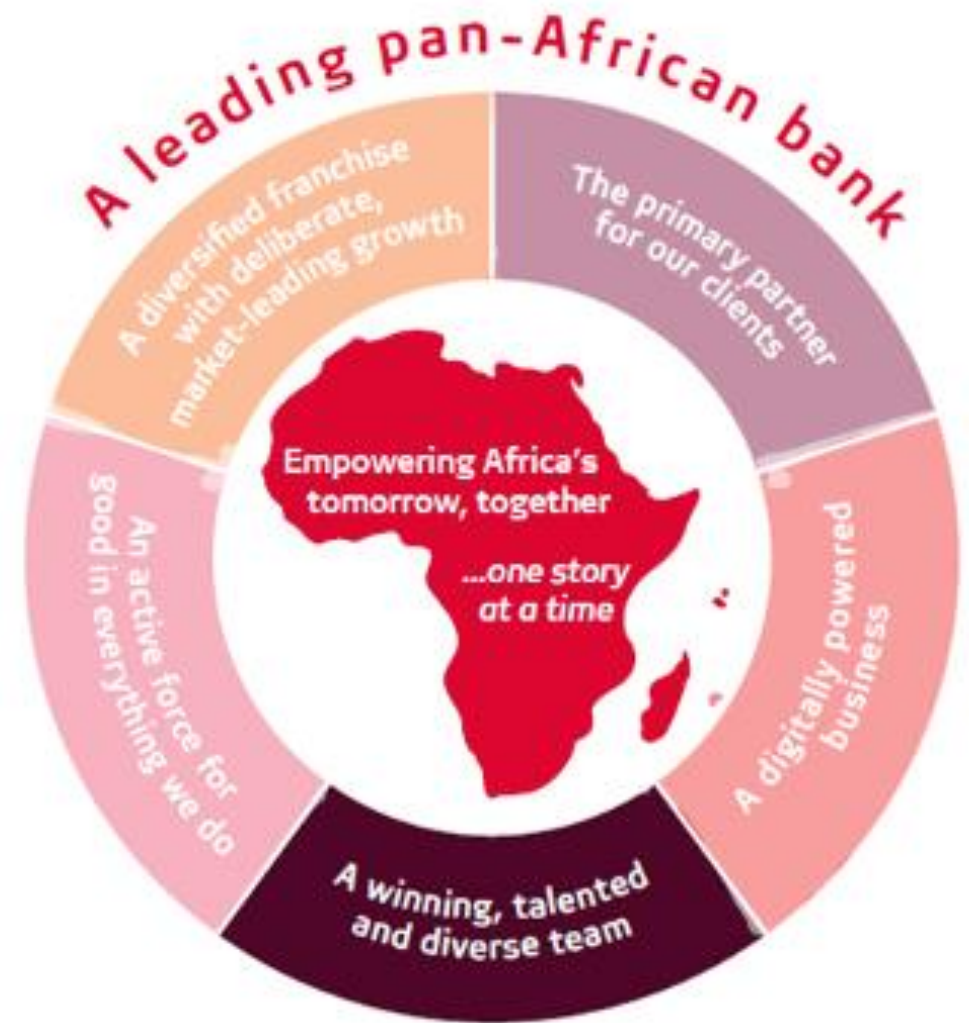 A leading pan-African bank
A diversified franchise
with deliberate,
market-leading growth
The primary partner
for our clients
A digitally powered
business
A winning, talented
and diverse team
An active force for
good in everything we do
Empowering Africa's
tomorrow, together
...one story
at a time